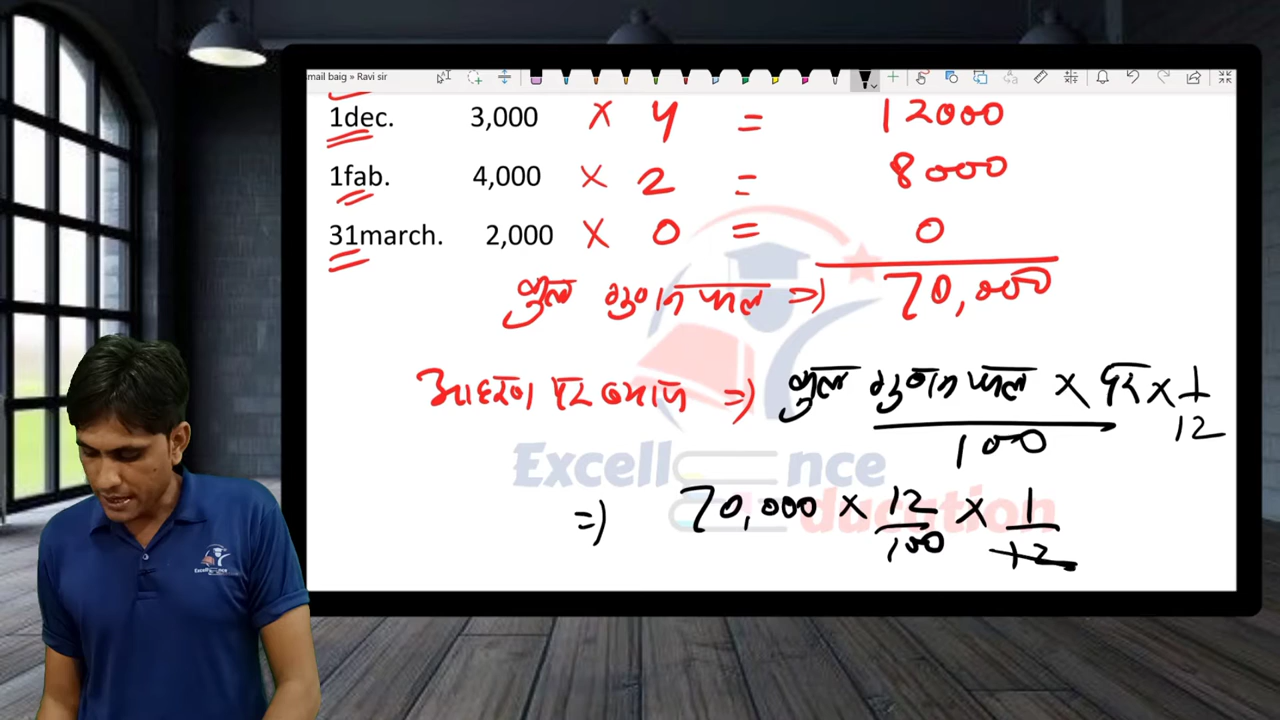 mail baig » Ravi sir
1dec. 3,000 × 4 = 12000
1fab. 4,000 × 2 = 8000
31march. 2,000 × 0 = 0
कुल गुणनफल => 70,000
आहरण पर ब्याज => कुल गुणनफल × दर × 1/12
100
=> 70,000 × 12/100 × 1/12
Excellence
Education
Excellence